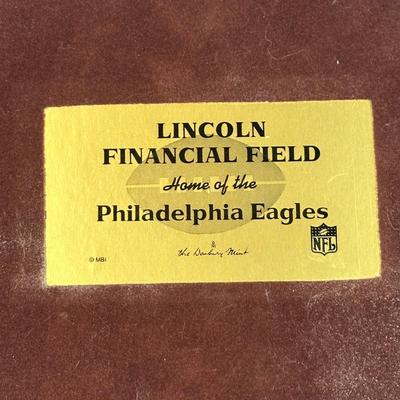 LINCOLN
FINANCIAL FIELD
Home of the
Philadelphia Eagles
The Danbury Mint
© MBI
NFL